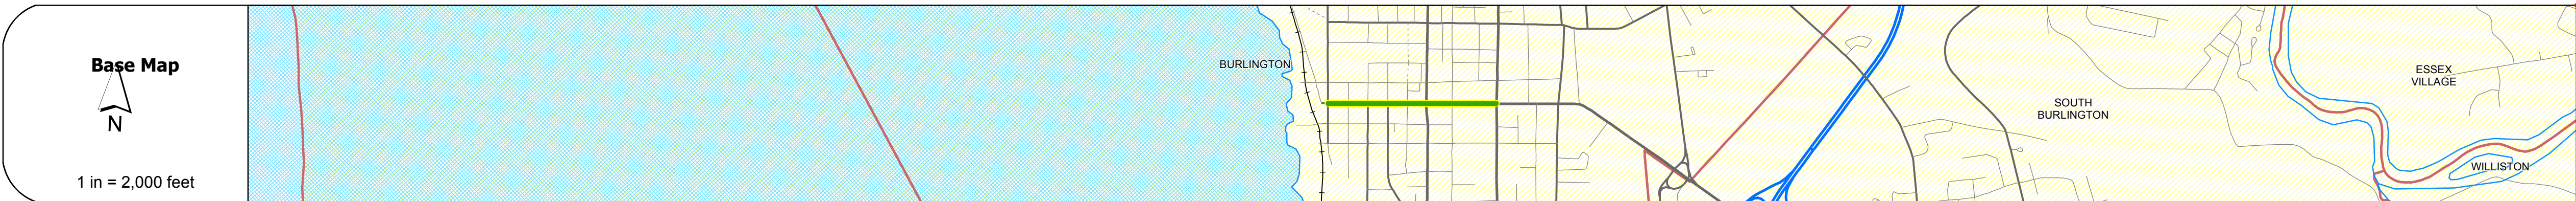 Base Map
N
1 in = 2,000 feet
BURLINGTON
SOUTH
BURLINGTON
ESSEX
VILLAGE
WILLISTON